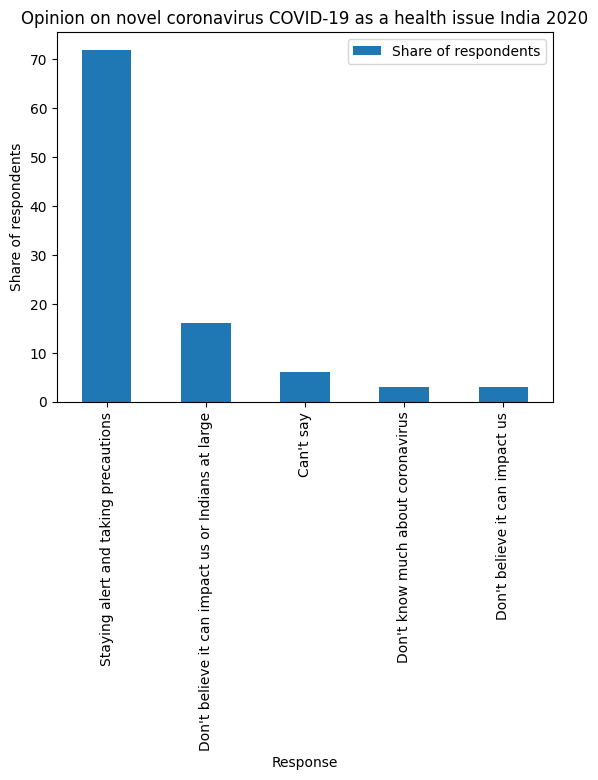 Opinion on novel coronavirus COVID-19 as a health issue India 2020
Share of respondents
Share of respondents
70
60
50
40
30
20
10
0
Staying alert and taking precautions
Don't believe it can impact us or Indians at large
Can't say
Don't know much about coronavirus
Don't believe it can impact us
Response